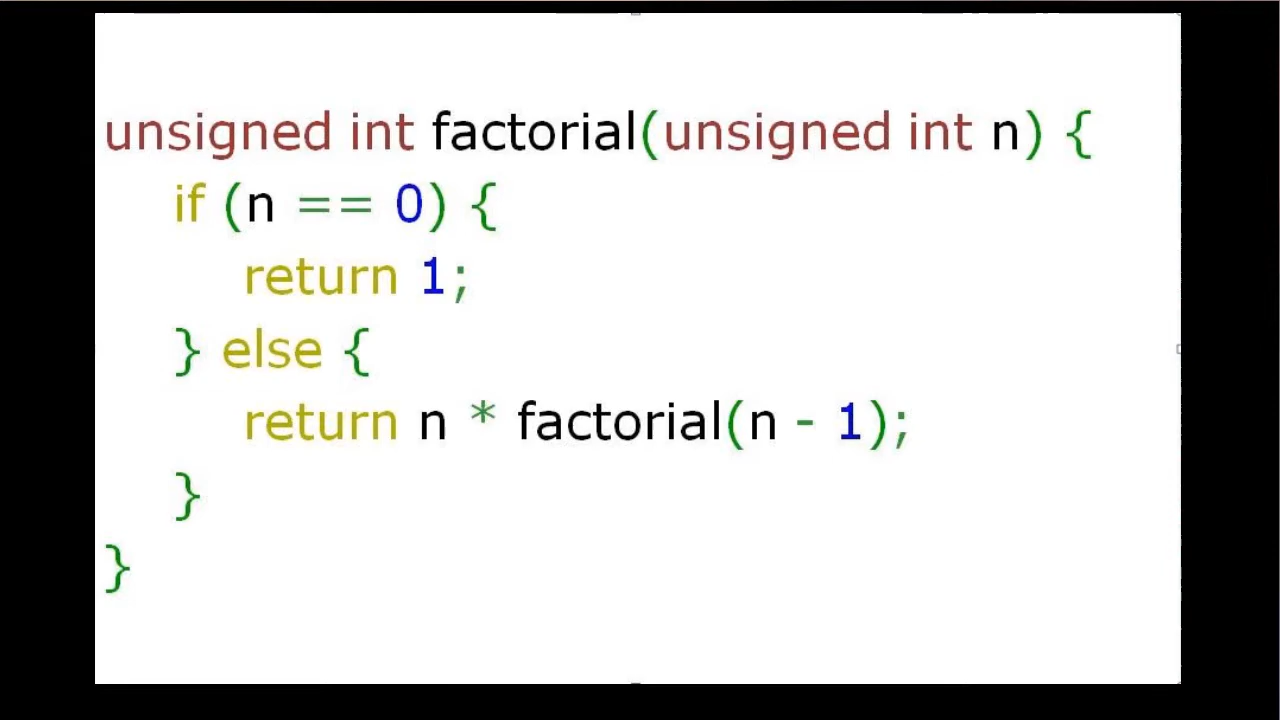 unsigned int factorial(unsigned int n) {
if (n == 0) {
return 1;
} else {
return n * factorial(n - 1);
}
}